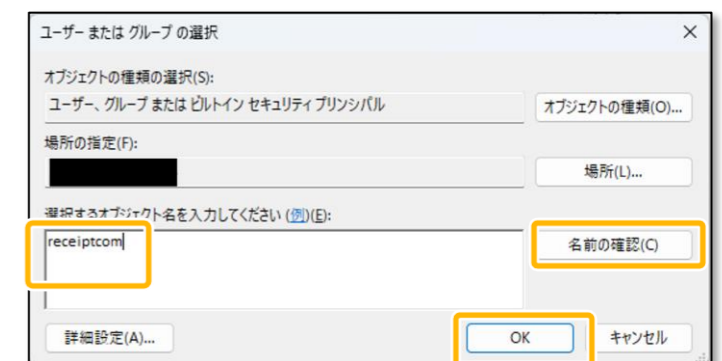 ユーザー または グループ の選択
オブジェクトの種類の選択(S):
ユーザー、グループ または ビルトイン セキュリティ プリンシパル
オブジェクトの種類(O)...
場所の指定(F):
場所(L)...
選択するオブジェクト名を入力してください (例)(E):
receiptcom
名前の確認(C)
詳細設定(A)...
OK
キャンセル